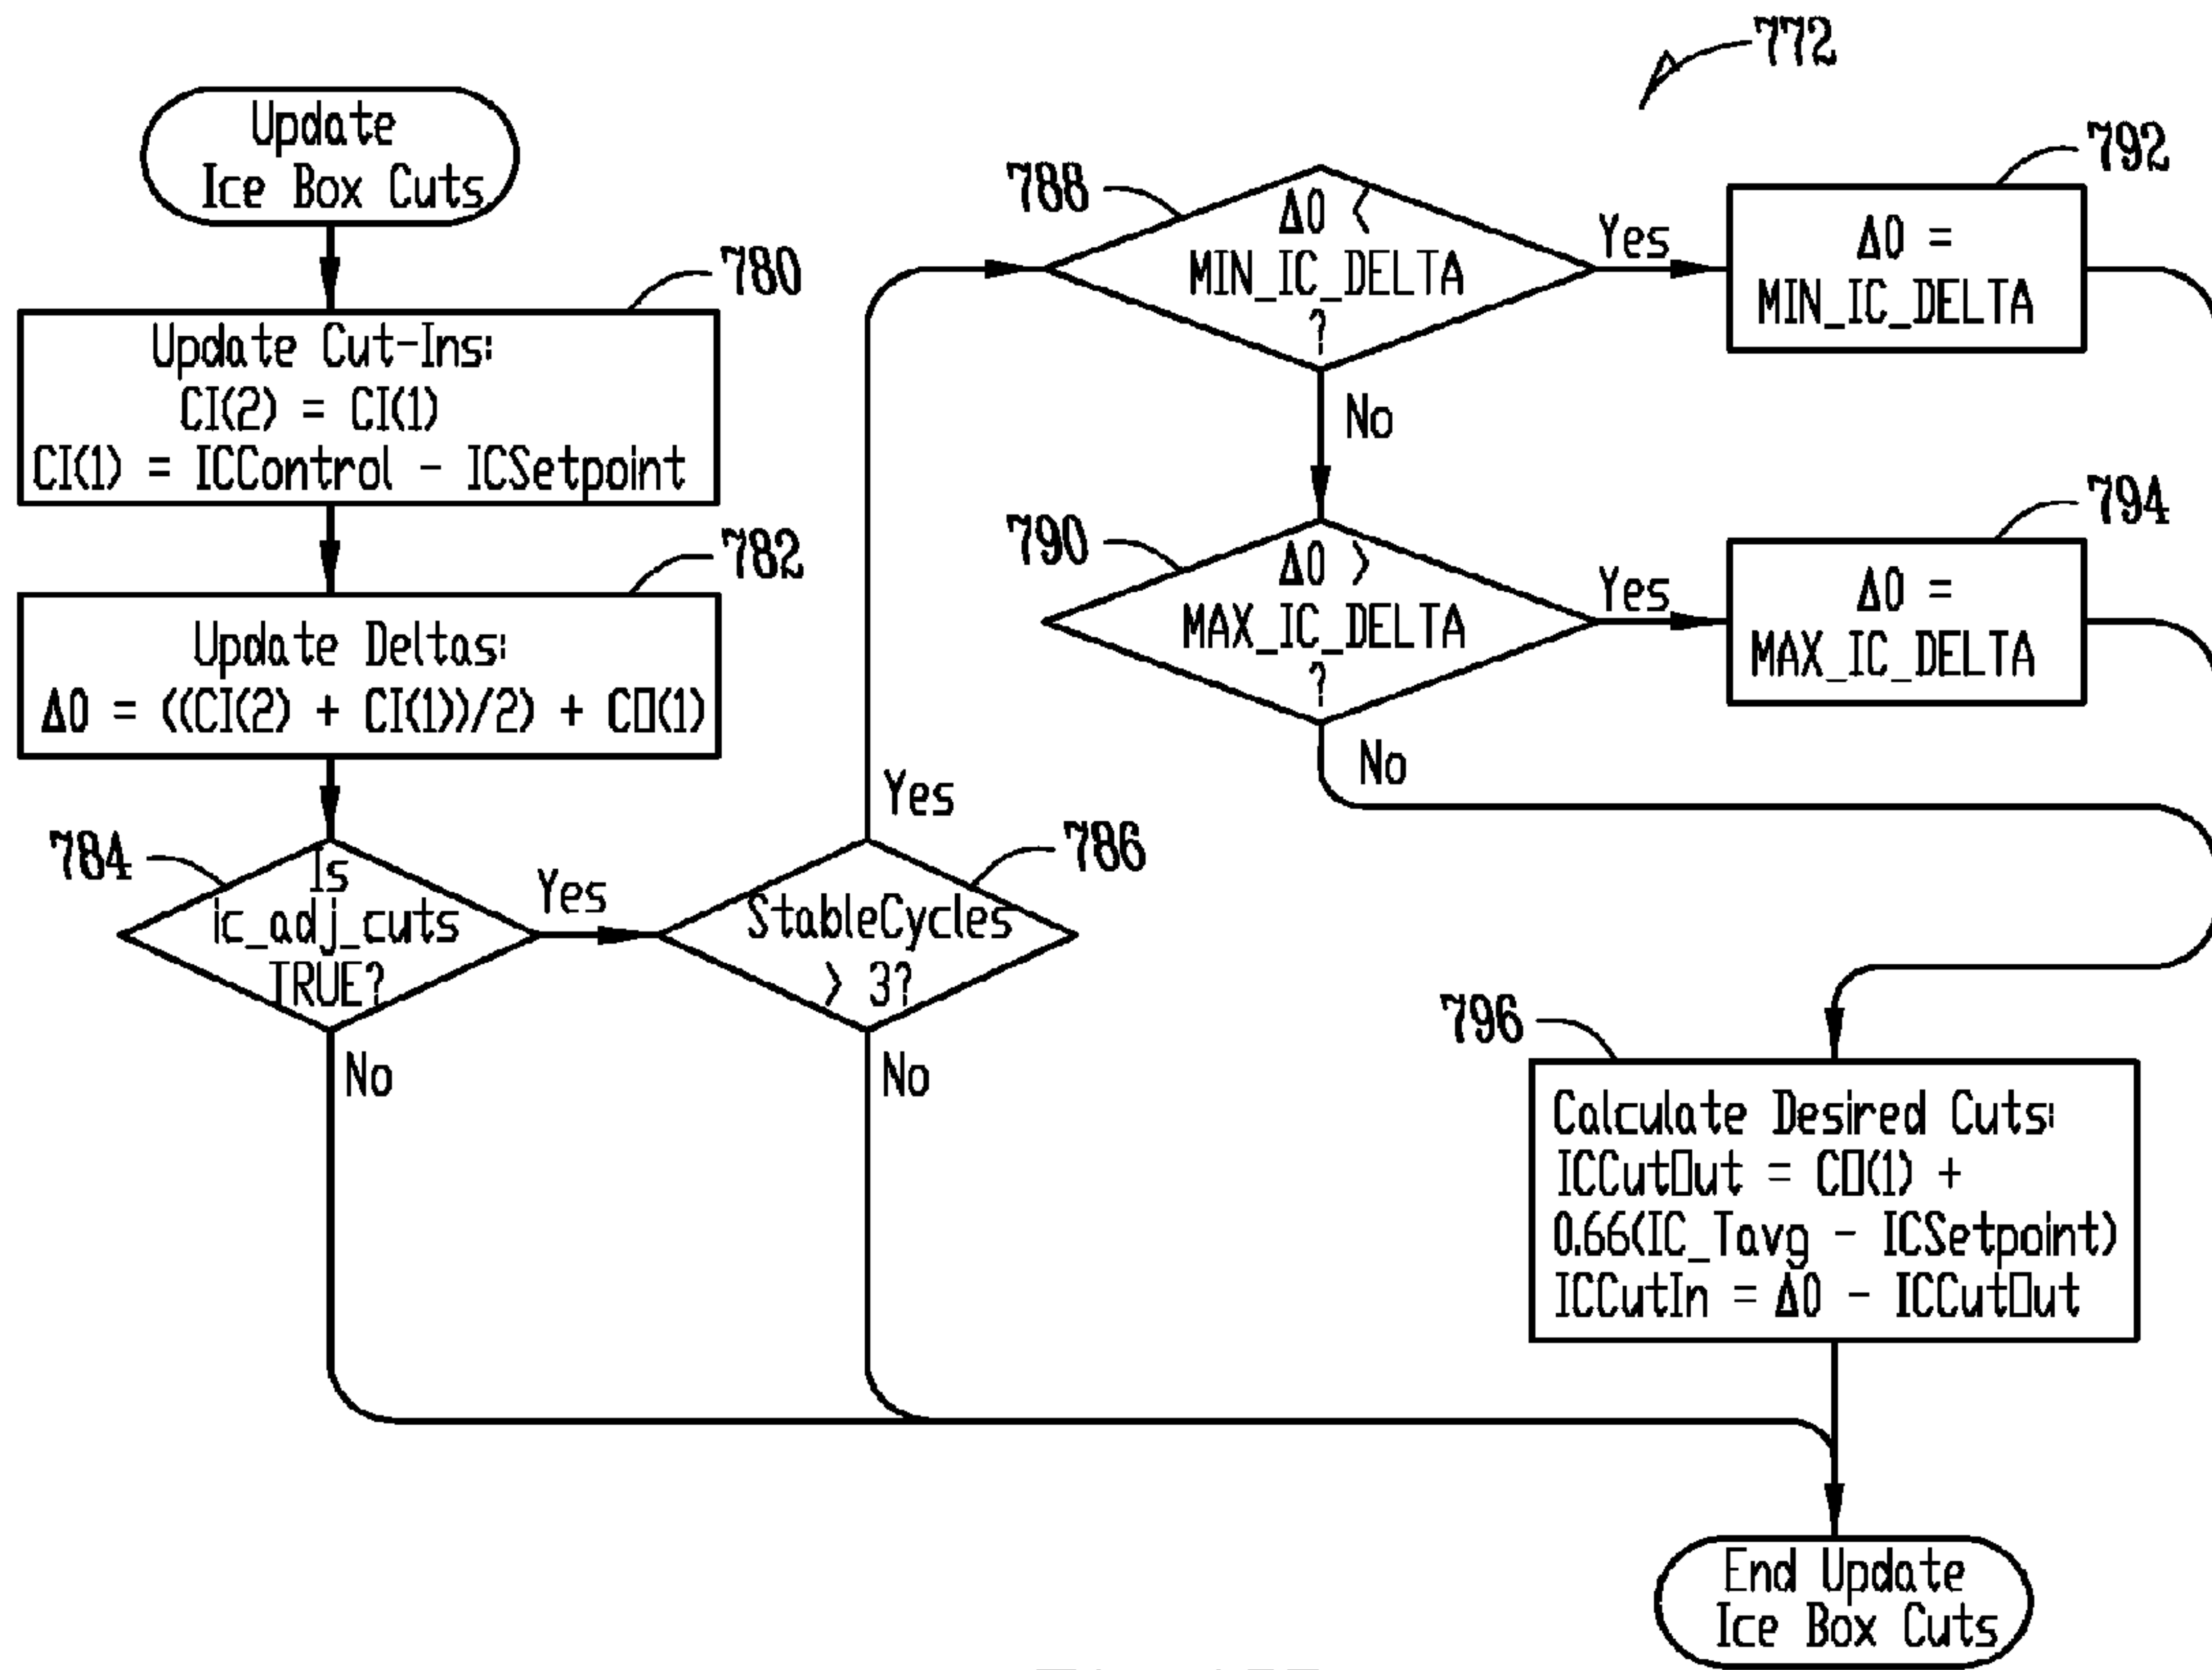 772
Update
Ice Box Cuts
780
Update Cut-Ins:
CI(2) = CI(1)
CI(1) = ICControl - ICSetpoint
782
Update Deltas:
Δ0 = ((CI(2) + CI(1))/2) + CO(1)
784
Is
ic_adj_cuts
TRUE?
Yes
No
786
StableCycles
> 3?
Yes
No
788
Δ0 <
MIN_IC_DELTA
?
Yes
No
792
Δ0 =
MIN_IC_DELTA
790
Δ0 >
MAX_IC_DELTA
?
Yes
No
794
Δ0 =
MAX_IC_DELTA
796
Calculate Desired Cuts:
ICCutOut = CO(1) +
0.66(IC_Tavg - ICSetpoint)
ICCutIn = Δ0 - ICCutOut
End Update
Ice Box Cuts